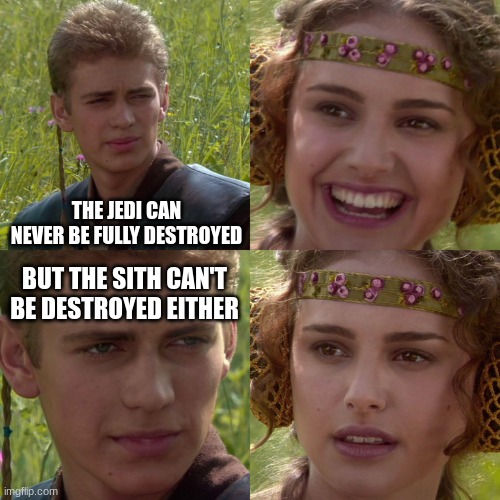 THE JEDI CAN
NEVER BE FULLY DESTROYED
BUT THE SITH CAN'T
BE DESTROYED EITHER
imgflip.com